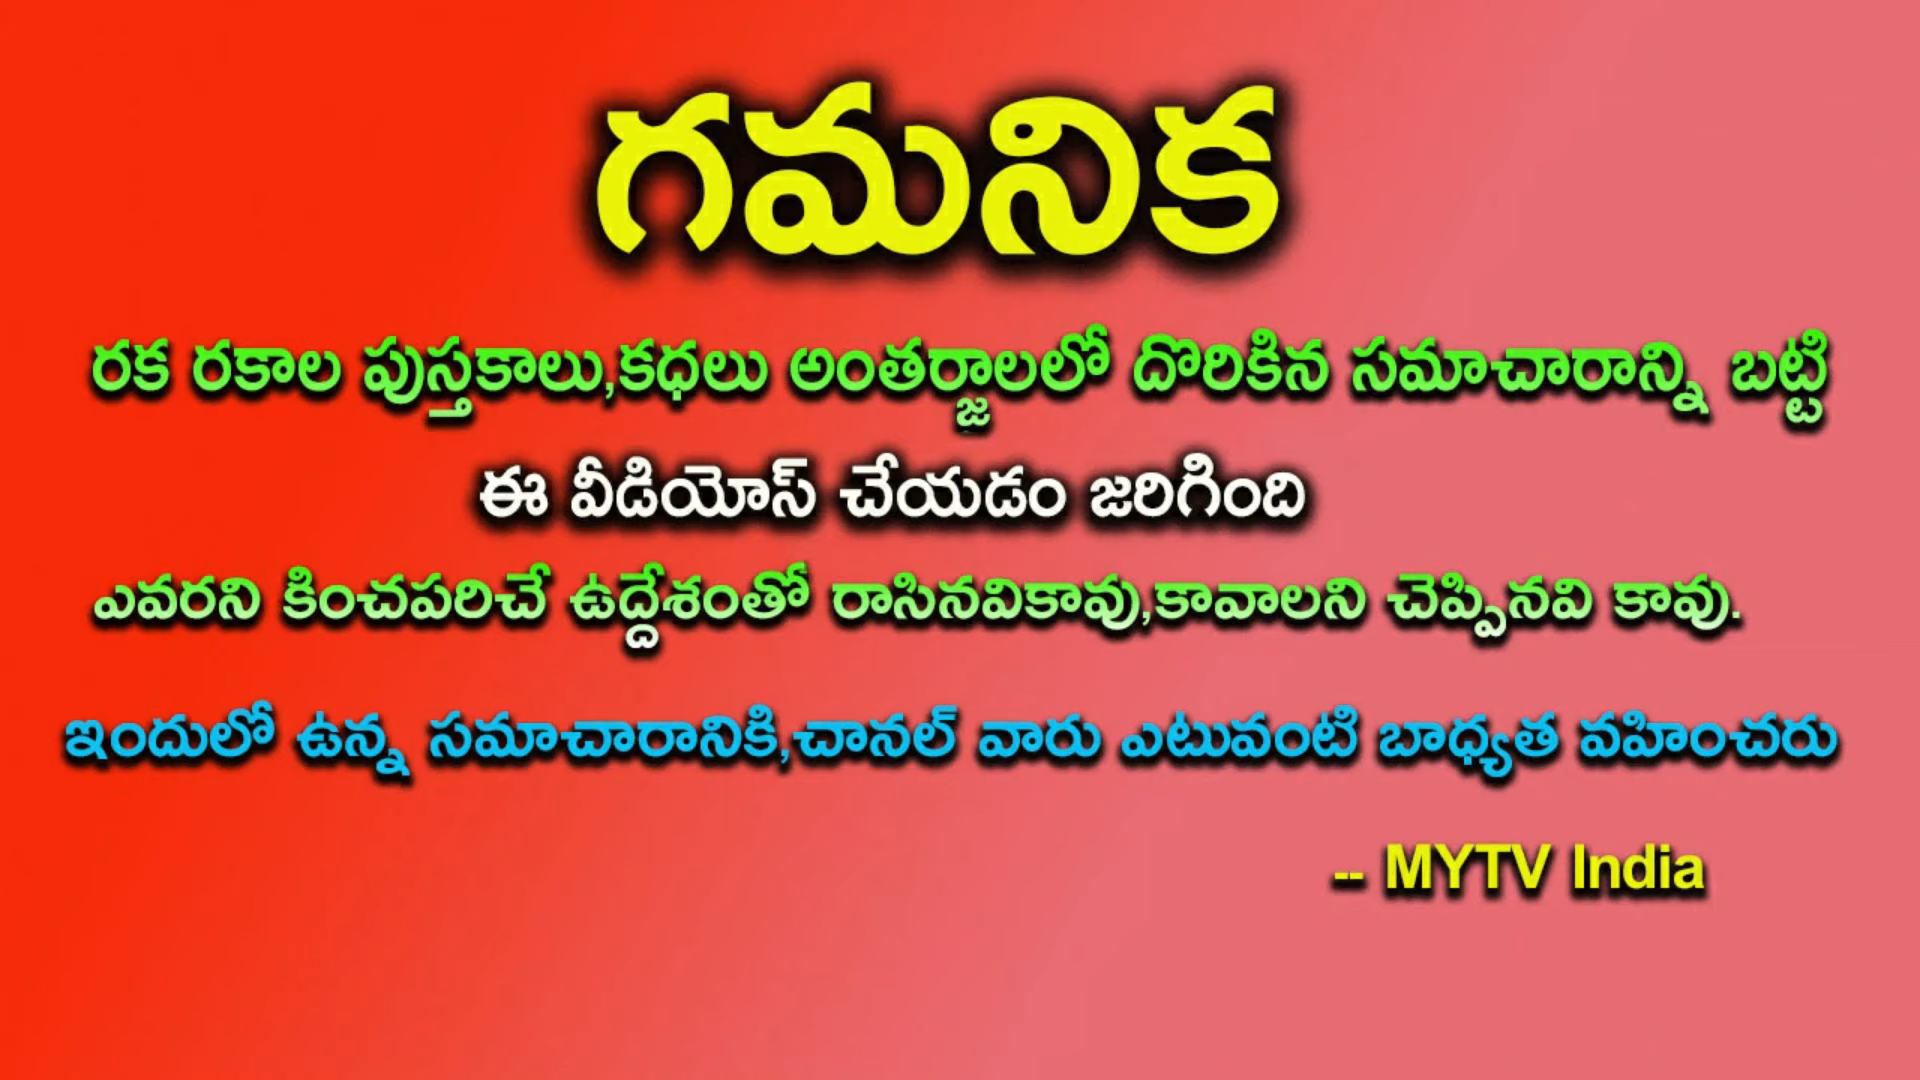 గమనిక
రక రకాల పుస్తకాలు,కధలు అంతర్జాలలో దొరికిన సమాచారాన్ని బట్టి
ఈ వీడియోస్ చేయడం జరిగింది
ఎవరని కించపరిచే ఉద్దేశంతో రాసినవికావు,కావాలని చెప్పినవి కావు.
ఇందులో ఉన్న సమాచారానికి,చానల్ వారు ఎటువంటి బాధ్యత వహించరు
-- MYTV India